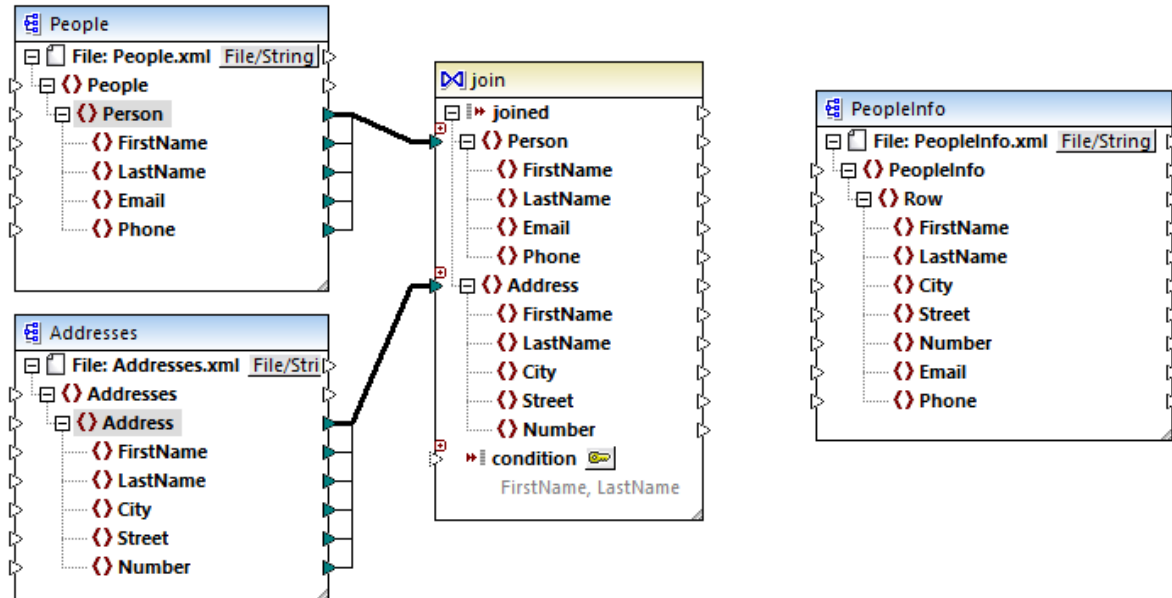 People
File: People.xml File/String
People
Person
FirstName
LastName
Email
Phone
Addresses
File: Addresses.xml File/Stri
Addresses
Address
FirstName
LastName
City
Street
Number
join
joined
Person
FirstName
LastName
Email
Phone
Address
FirstName
LastName
City
Street
Number
condition
FirstName, LastName
PeopleInfo
File: PeopleInfo.xml File/String
PeopleInfo
Row
FirstName
LastName
City
Street
Number
Email
Phone